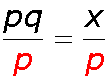 pq/p = x/p